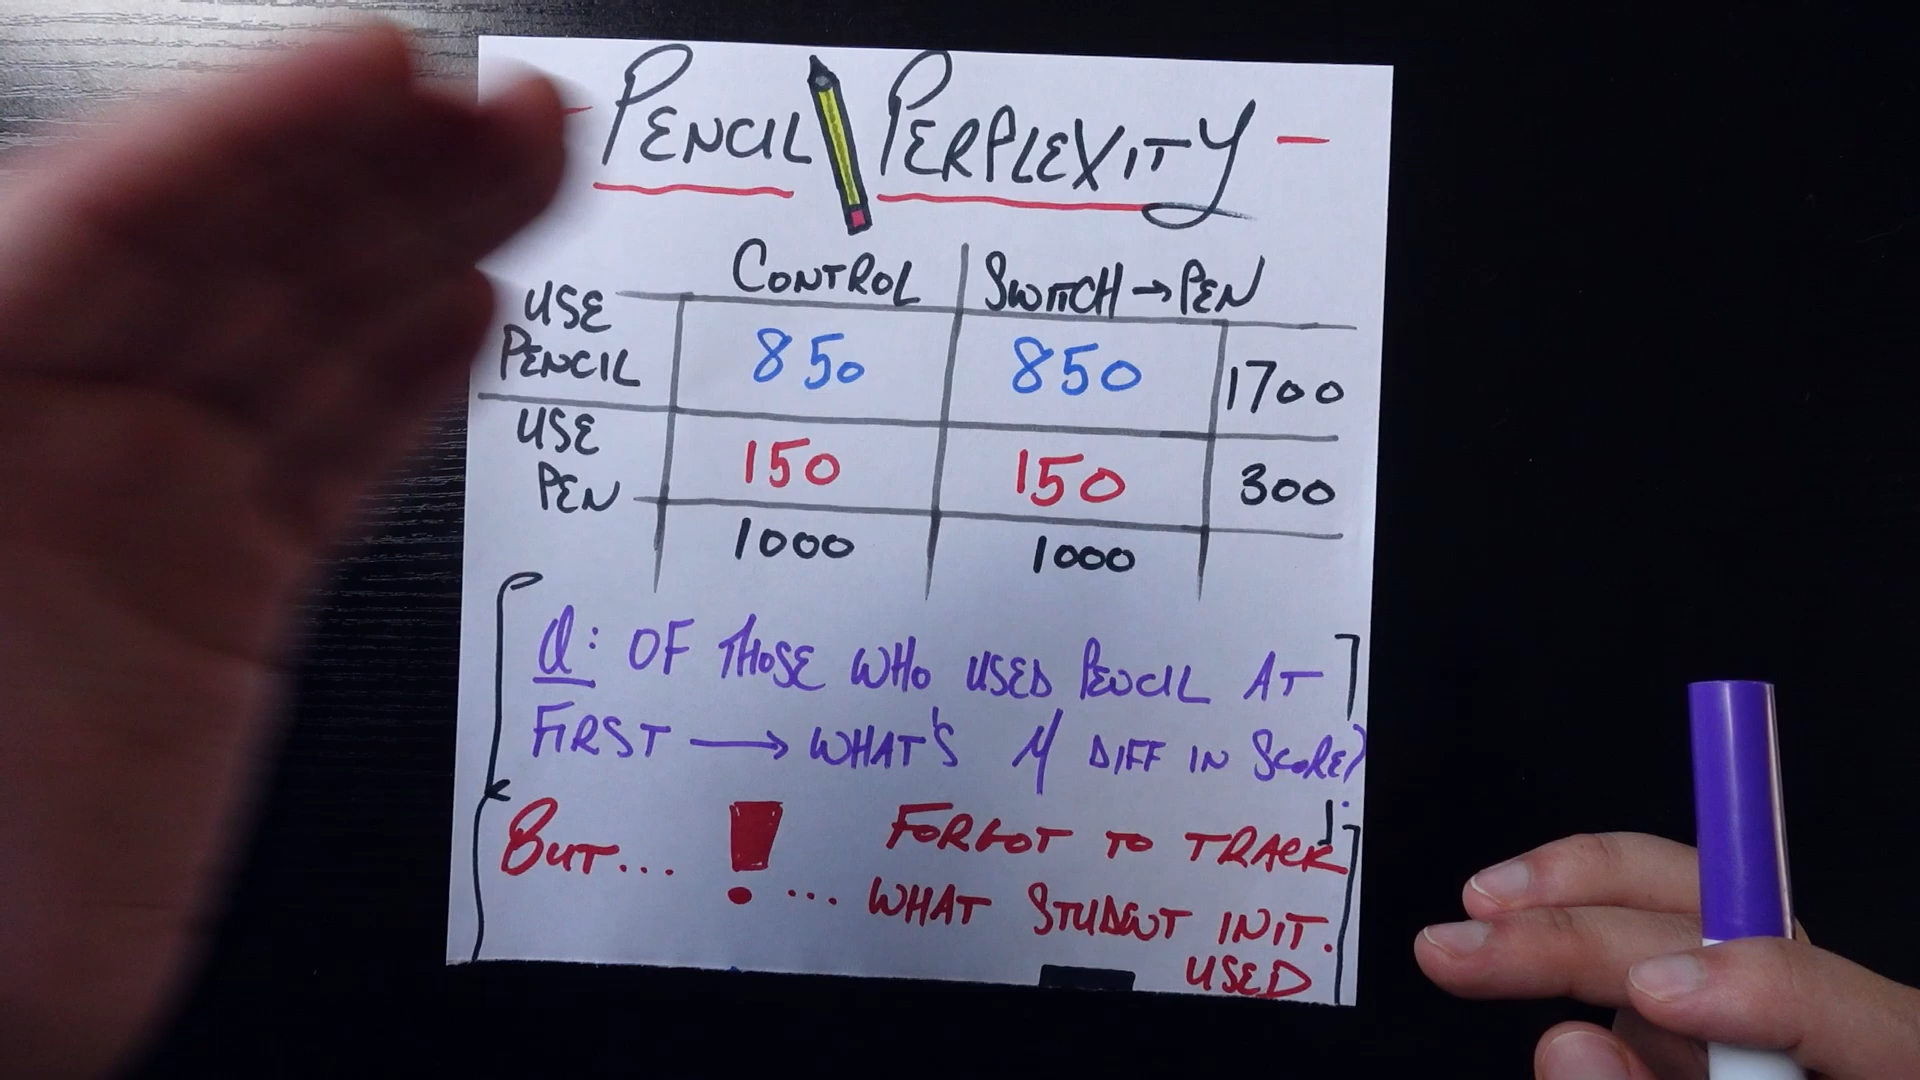 PENCIL PERPLEXITY
CONTROL SWITCH → PEN
USE PENCIL 850 850 1700
USE PEN 150 150 300
1000 1000
Q: OF THOSE WHO USED PENCIL AT
FIRST → WHAT'S DIFF IN SCORE?
BUT... ! ... FORGOT TO TRACK
WHAT STUDENT INIT.
USED